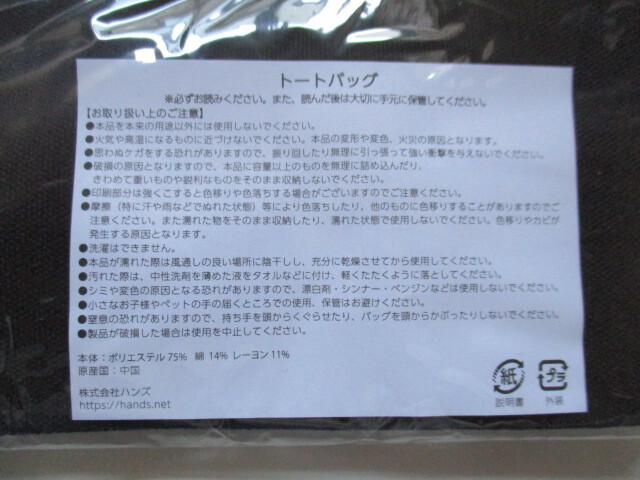 トートバッグ
※必ずお読みください。また、読んだ後は大切に手元に保管してください。
【お取り扱い上のご注意】
●本品を本来の用途以外には使用しないでください。
●火気や高温になるものに近づけないでください。本品の変形や変色、火災の原因となります。
●思わぬケガをする恐れがありますので、振り回したり無理に引っ張って強い衝撃を与えないでください。
●破損の原因となりますので、本品に容量以上のものを無理に詰め込んだり、
きわめて重いものや鋭利なものをそのまま収納しないでください。
●印刷部分は強くこすると色移りや色落ちする場合がございますのでご注意ください。
●摩擦（特に汗や雨などでぬれた状態）等により色落ちしたり、他のものに色移りすることがありますのでご
注意ください。また濡れた物をそのまま収納したり、濡れた状態で使用しないでください。色移りやカビが
発生する原因となります。
●洗濯はできません。
●本品が濡れた際は風通しの良い場所に陰干しし、充分に乾燥させてから使用してください。
●汚れた際は、中性洗剤を薄めた液をタオルなどに付け、軽くたたくように落としてください。
●シミや変色の原因となる恐れがありますので、漂白剤・シンナー・ベンジンなどは使用しないでください。
●小さなお子様やペットの手の届くところでの使用、保管はお避けください。
●窒息の恐れがありますので、持ち手を頭からくぐらせたり、バッグを頭からかぶったりしないでください。
●製品が破損した場合は使用を中止してください。
本体：ポリエステル 75%　綿 14%　レーヨン 11%
原産国：中国
株式会社ハンズ
https://hands.net
紙
説明書
プラ
外装